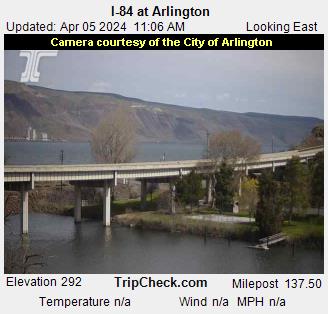 I-84 at Arlington
Updated: Apr 05 2024 11:06 AM Looking East
Camera courtesy of the City of Arlington
Elevation 292 TripCheck.com Milepost 137.50
Temperature n/a Wind n/a MPH n/a